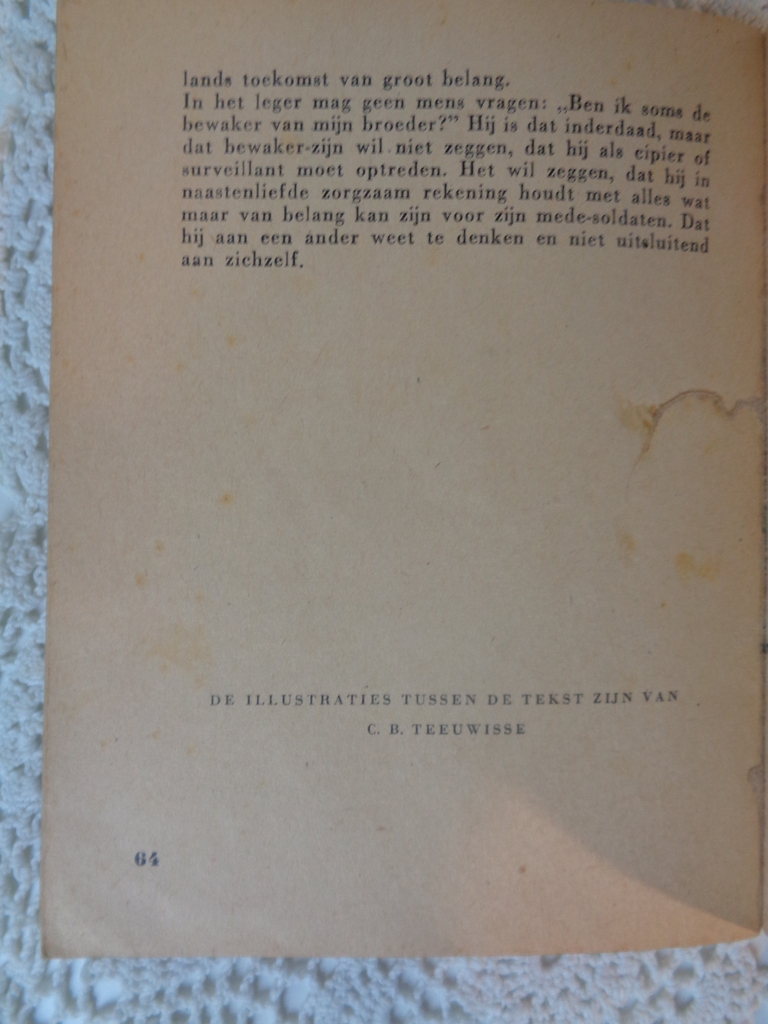 lands toekomst van groot belang.
In het leger mag geen mens vragen: „Ben ik soms de
bewaker van mijn broeder?” Hij is dat inderdaad, maar
dat bewaker-zijn wil niet zeggen, dat hij als cipier of
surveillant moet optreden. Het wil zeggen, dat hij in
naastenliefde zorgzaam rekening houdt met alles wat
maar van belang kan zijn voor zijn mede-soldaten. Dat
hij aan een ander weet te denken en niet uitsluitend
aan zichzelf.
DE ILLUSTRATIES TUSSEN DE TEKST ZIJN VAN
C. B. TEEUWISSE
64